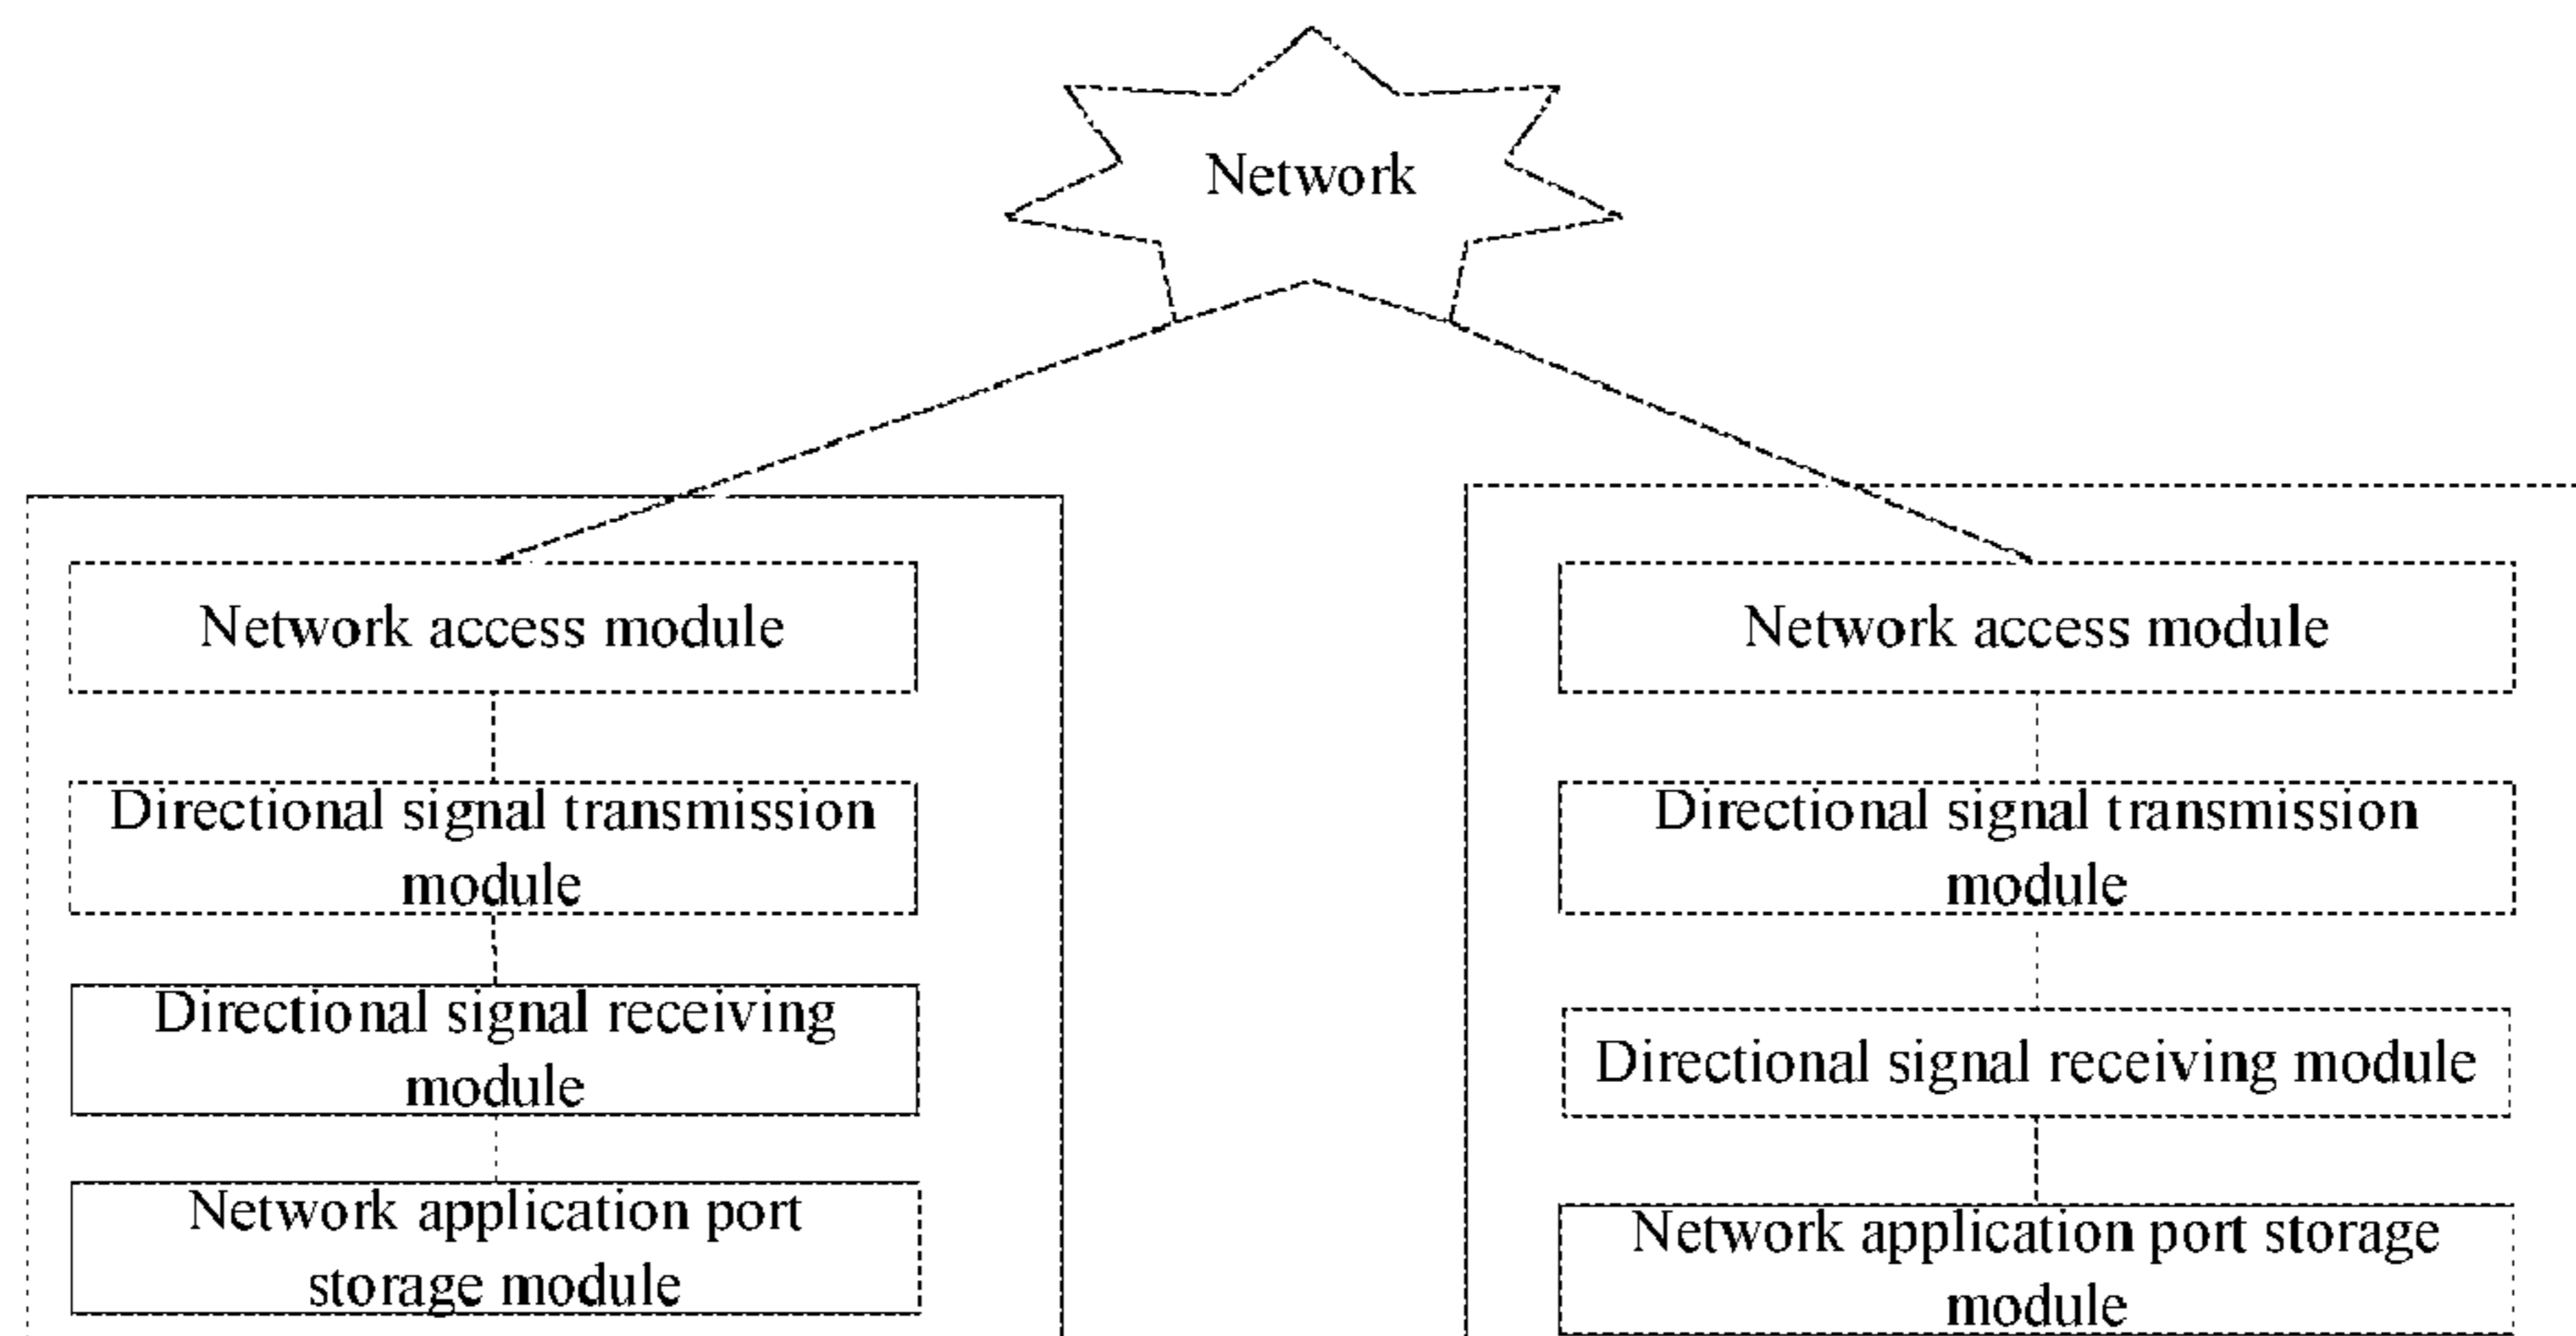 Network
Network access module
Directional signal transmission
module
Directional signal receiving
module
Network application port
storage module
Network access module
Directional signal transmission
module
Directional signal receiving module
Network application port storage
module